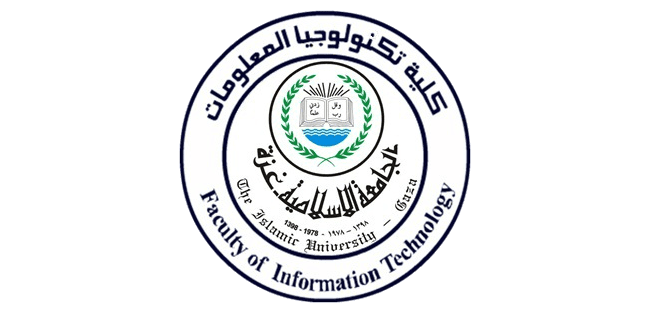 كلية تكنولوجيا المعلومات
وقل
رب
زدني
علما
الجامعة الإسلامية - غزة
1398 - 1978 - ١٩٧٨ - ١٣٩٨
The Islamic University - Gaza
Faculty of Information Technology